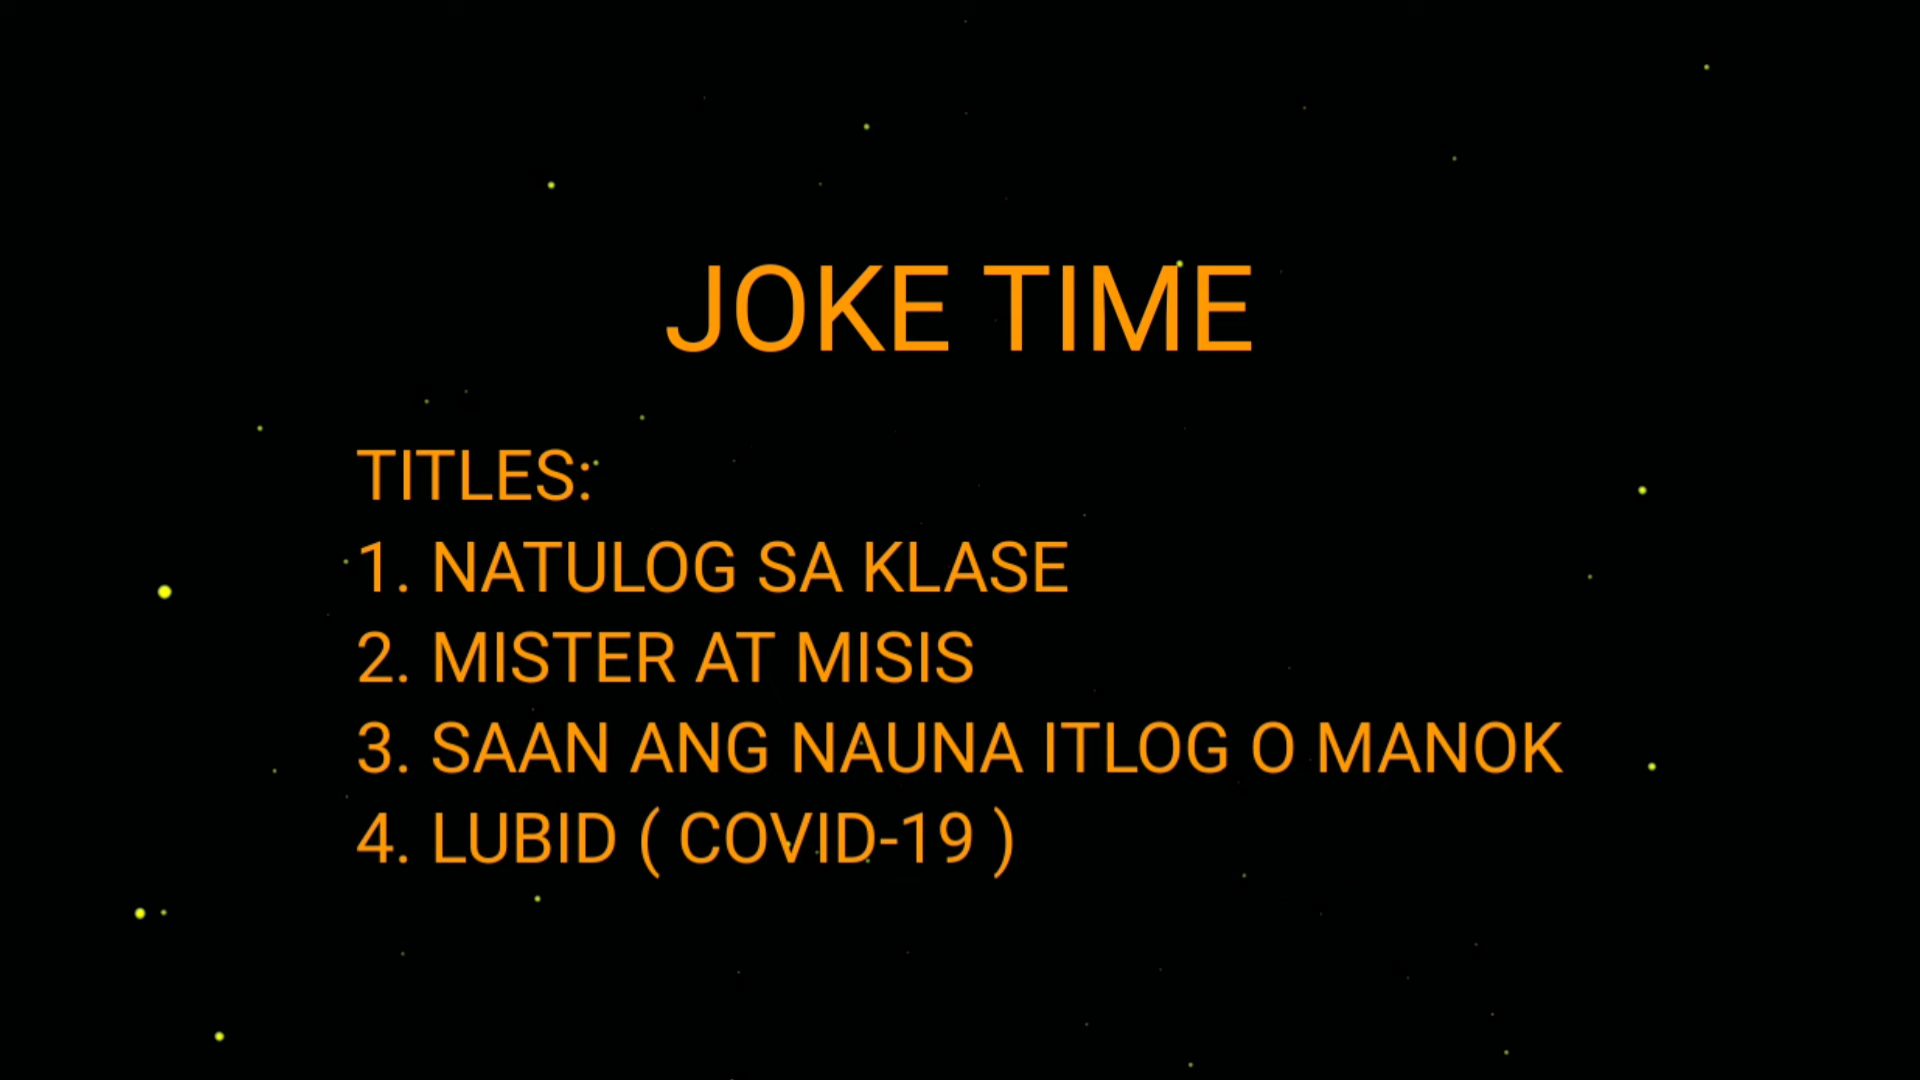 JOKE TIME
TITLES:
1. NATULOG SA KLASE
2. MISTER AT MISIS
3. SAAN ANG NAUNA ITLOG O MANOK
4. LUBID ( COVID-19 )